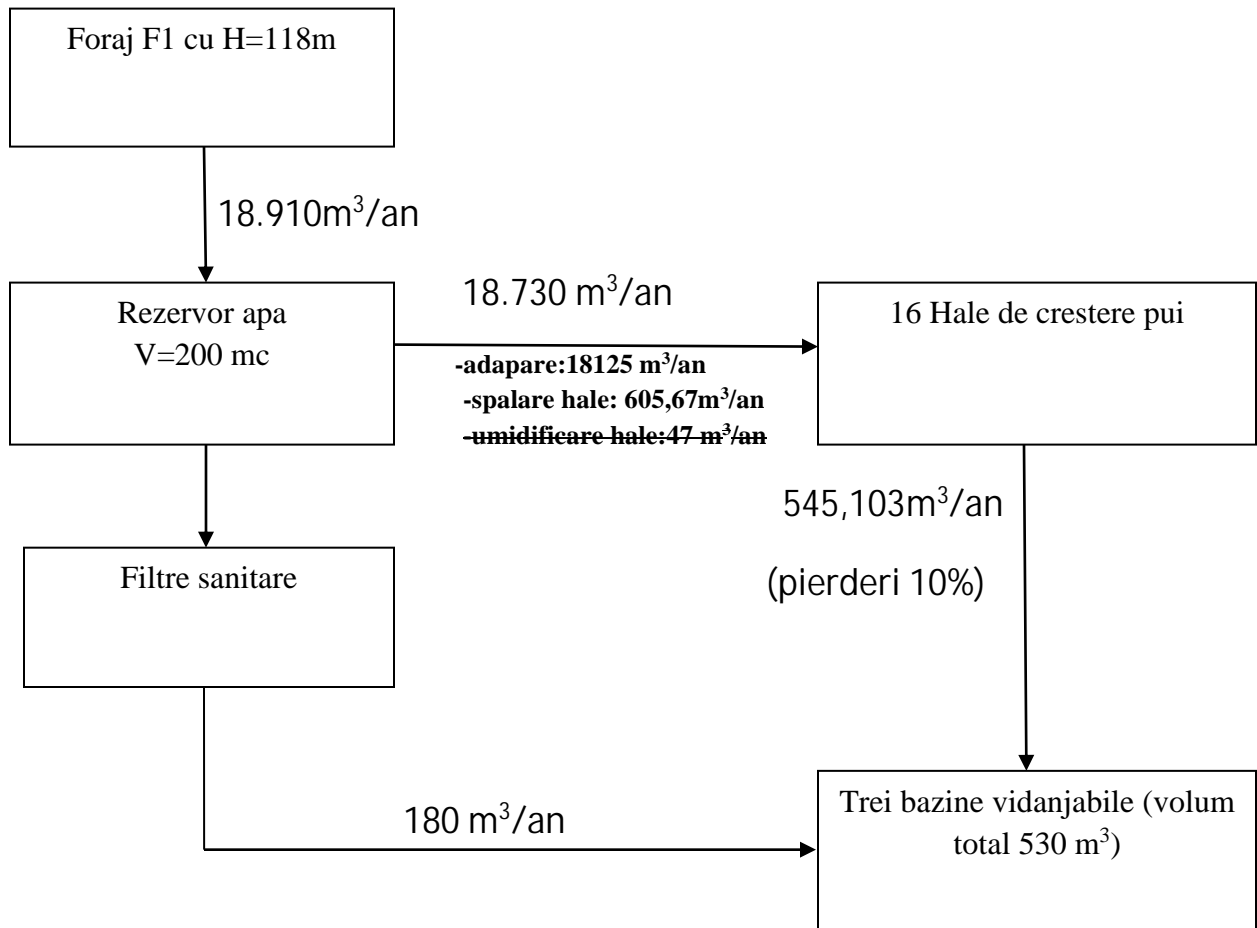 Foraj F1 cu H=118m
18.910m³/an
Rezervor apa
V=200 mc
18.730 m³/an
-adapare:18125 m³/an
-spalare hale: 605,67m³/an
-umidificare hale:47 m³/an
16 Hale de crestere pui
545,103m³/an
(pierderi 10%)
Filtre sanitare
180 m³/an
Trei bazine vidanjabile (volum
total 530 m³)